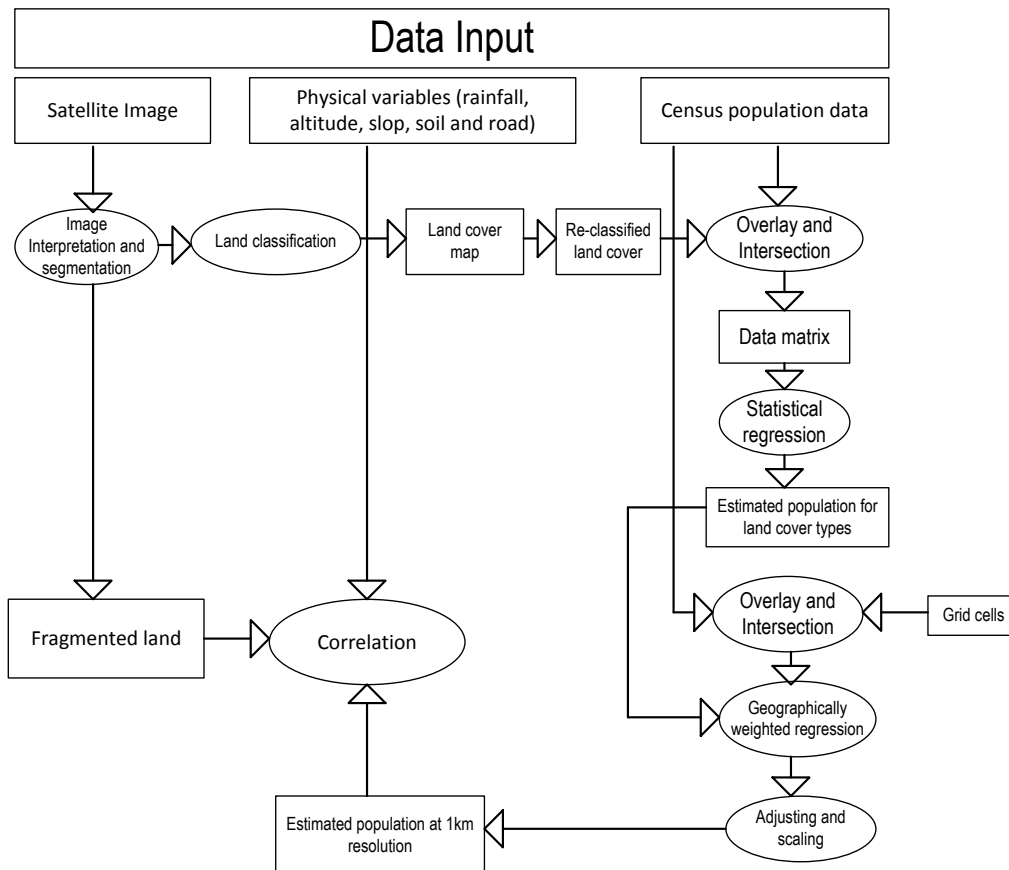 Data Input
Satellite Image
Physical variables (rainfall,
altitude, slop, soil and road)
Census population data
Image
Interpretation and
segmentation
Land classification
Land cover
map
Re-classified
land cover
Overlay and
Intersection
Data matrix
Statistical
regression
Estimated population for
land cover types
Fragmented land
Correlation
Overlay and
Intersection
Grid cells
Geographically
weighted regression
Estimated population at 1km
resolution
Adjusting and
scaling